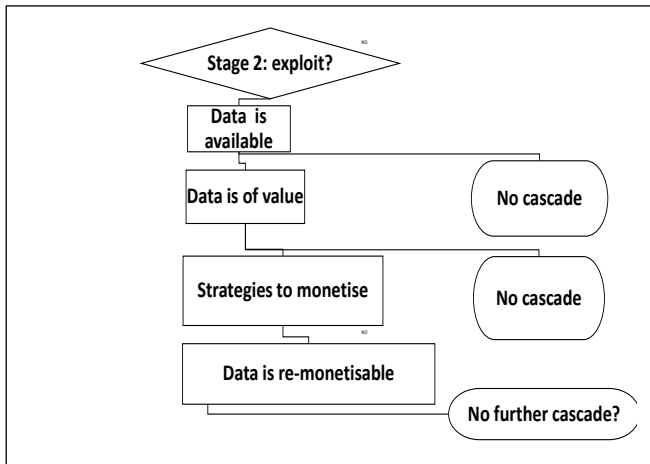 NO
Stage 2: exploit?
Data is
available
Data is of value
No cascade
Strategies to monetise
No cascade
NO
Data is re-monetisable
No further cascade?